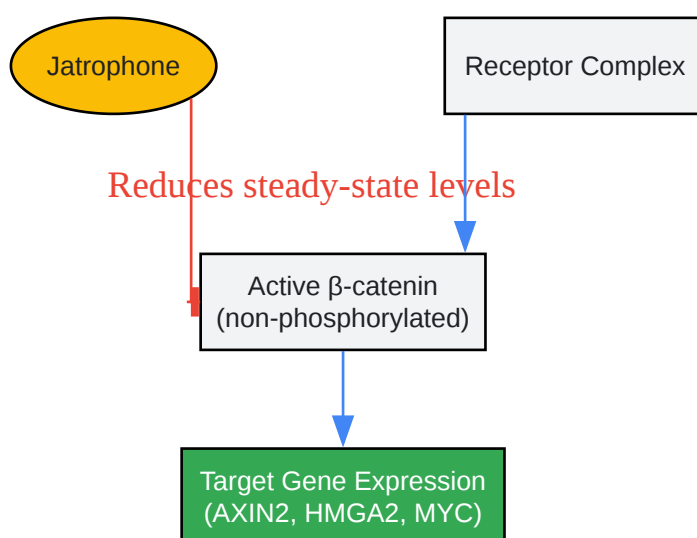 Jatrophone
Receptor Complex
Reduces steady-state levels
Active β-catenin
(non-phosphorylated)
Target Gene Expression
(AXIN2, HMGA2, MYC)